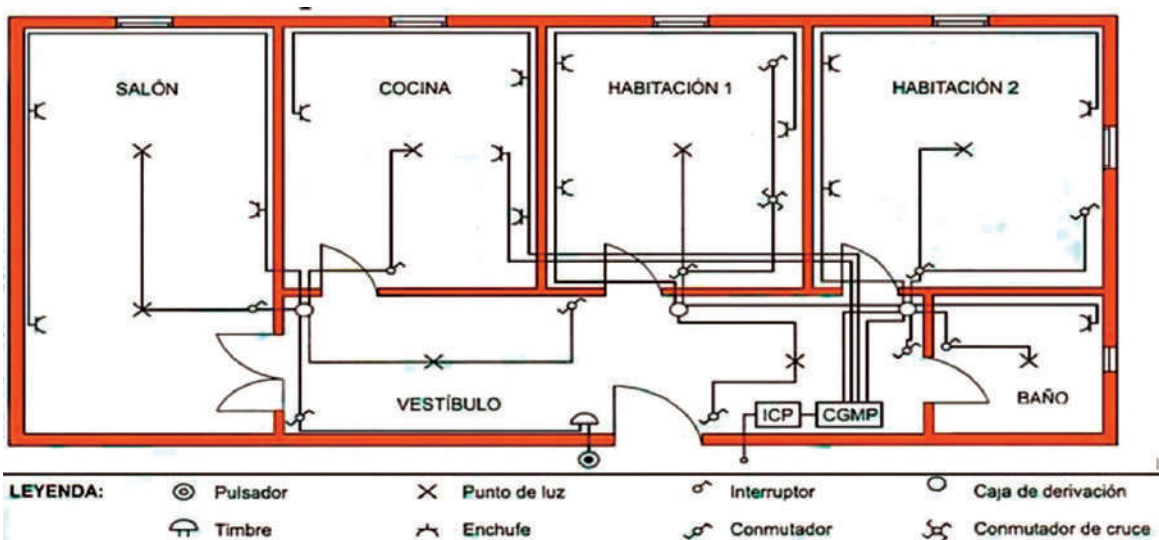 SALÓN
COCINA
HABITACIÓN 1
HABITACIÓN 2
VESTÍBULO
ICP
CGMP
BAÑO
LEYENDA:
Pulsador
Punto de luz
Interruptor
Caja de derivación
Timbre
Enchufe
Conmutador
Conmutador de cruce